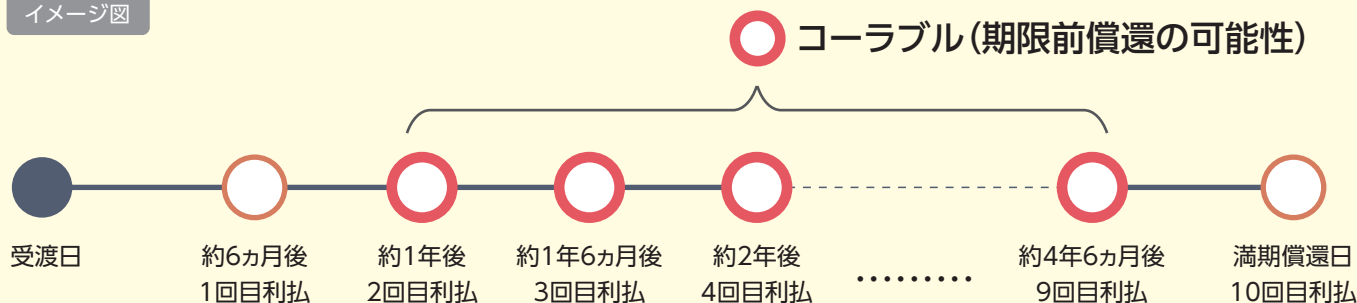 イメージ図
コーラブル（期限前償還の可能性）
受渡日
約6ヵ月後
1回目利払
約1年後
2回目利払
約1年6ヵ月後
3回目利払
約2年後
4回目利払
………
約4年6ヵ月後
9回目利払
満期償還日
10回目利払